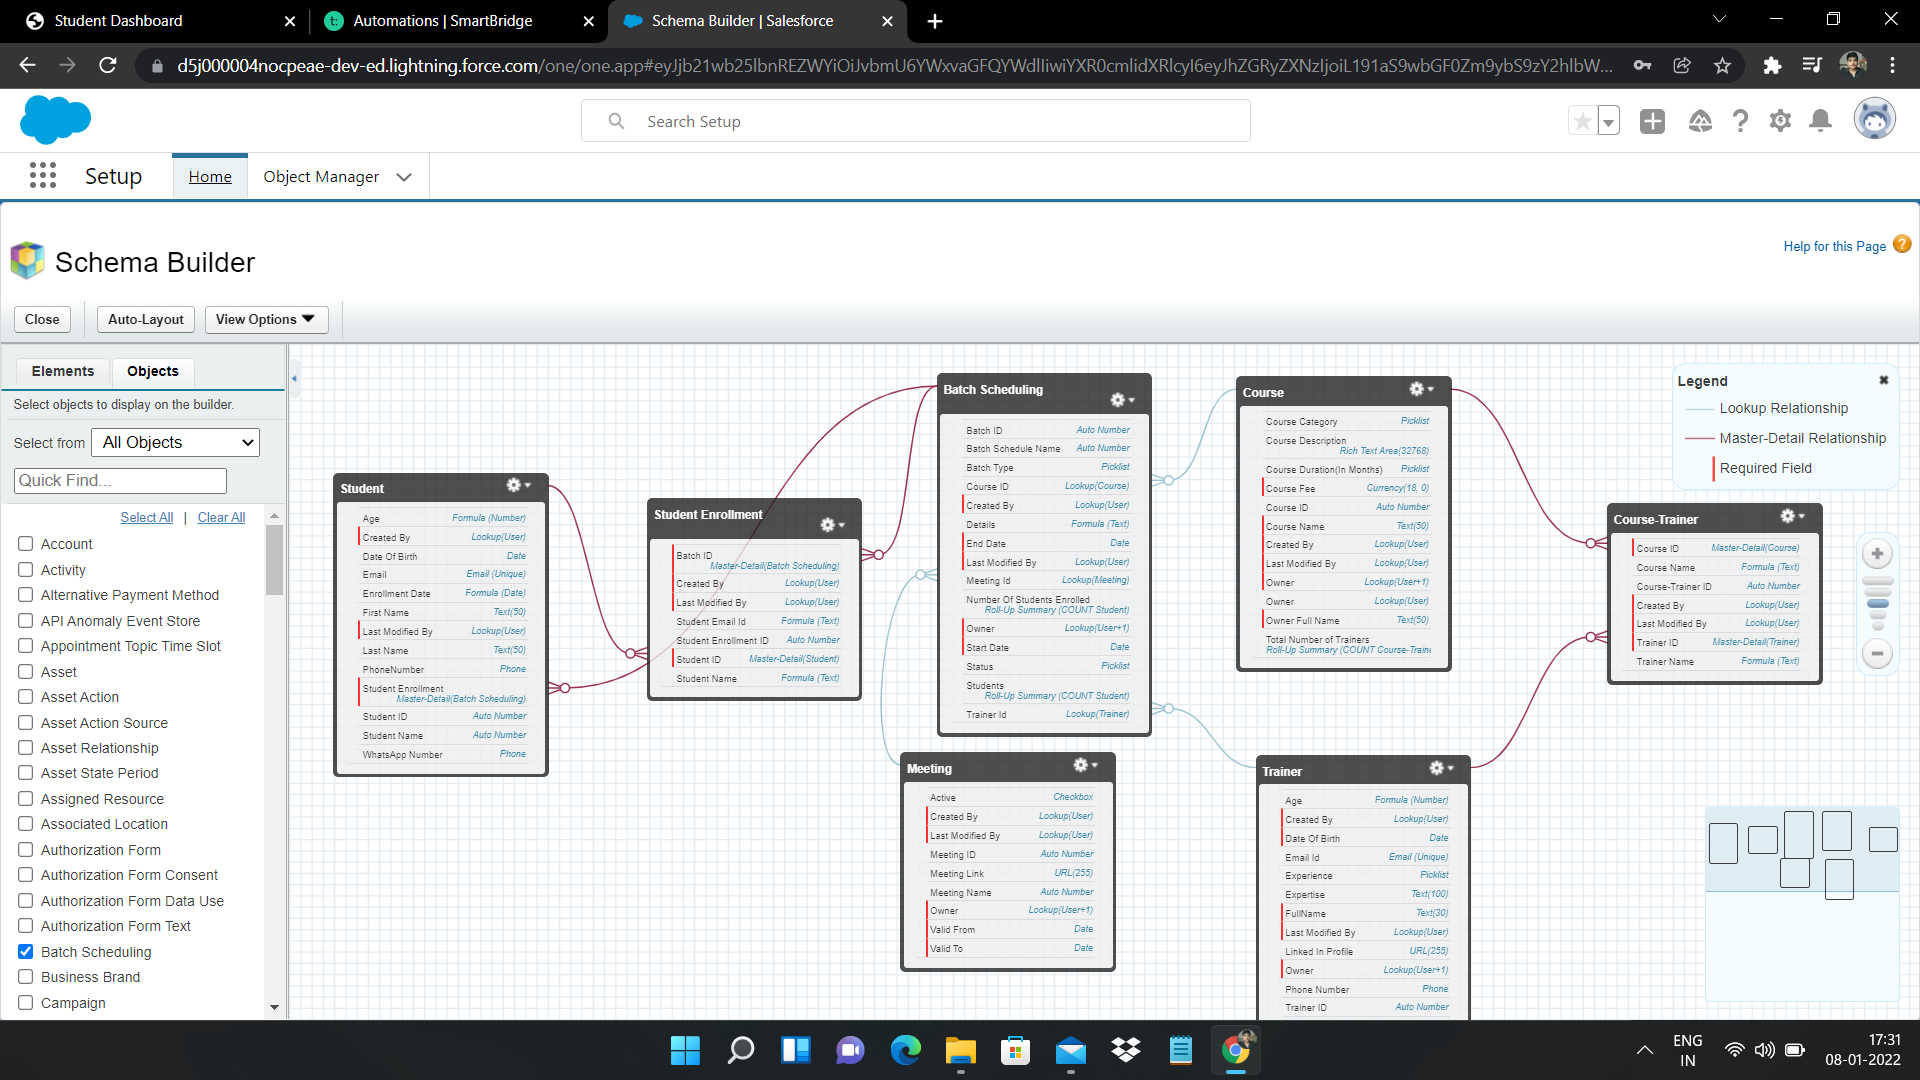 Student Dashboard
t:
Automations | SmartBridge
Schema Builder | Salesforce
d5j000004nocpeae-dev-ed.lightning.force.com/one/one.app#eyJjb21wb25lbnREZWYiOiJvbmU6YWxvaGFQYWdlIiwiYXR0cmlidXRlcyI6eyJhZGRyZXNzIjoiL191aS9wbGF0Zm9ybS9zY2hlbW...
Search Setup
Setup
Home
Object Manager
Schema Builder
Help for this Page ?
Close
Auto-Layout
View Options
Elements
Objects
Select objects to display on the builder.
Select from All Objects
Quick Find...
Select All | Clear All
Account
Activity
Alternative Payment Method
API Anomaly Event Store
Appointment Topic Time Slot
Asset
Asset Action
Asset Action Source
Asset Relationship
Asset State Period
Assigned Resource
Associated Location
Authorization Form
Authorization Form Consent
Authorization Form Data Use
Authorization Form Text
Batch Scheduling
Business Brand
Campaign
Student
Age Formula (Number)
Created By Lookup(User)
Date Of Birth Date
Email Email (Unique)
Enrollment Date Formula (Date)
First Name Text(50)
Last Modified By Lookup(User)
Last Name Text(50)
PhoneNumber Phone
Student Enrollment
Master-Detail(Batch Scheduling)
Student ID Auto Number
Student Name Auto Number
WhatsApp Number Phone
Student Enrollment
Batch ID
Master-Detail(Batch Scheduling)
Created By Lookup(User)
Last Modified By Lookup(User)
Student Email Id Formula (Text)
Student Enrollment ID Auto Number
Student ID Master-Detail(Student)
Student Name Formula (Text)
Batch Scheduling
Batch ID Auto Number
Batch Schedule Name Auto Number
Batch Type Picklist
Course ID Lookup(Course)
Created By Lookup(User)
Details Formula (Text)
End Date Date
Last Modified By Lookup(User)
Meeting Id Lookup(Meeting)
Number Of Students Enrolled
Roll-Up Summary (COUNT Student)
Owner Lookup(User+1)
Start Date Date
Status Picklist
Students
Roll-Up Summary (COUNT Student)
Trainer Id Lookup(Trainer)
Meeting
Active Checkbox
Created By Lookup(User)
Last Modified By Lookup(User)
Meeting ID Auto Number
Meeting Link URL(255)
Meeting Name Auto Number
Owner Lookup(User+1)
Valid From Date
Valid To Date
Course
Course Category Picklist
Course Description
Rich Text Area(32768)
Course Duration(In Months) Picklist
Course Fee Currency(18, 0)
Course ID Auto Number
Course Name Text(50)
Created By Lookup(User)
Last Modified By Lookup(User)
Owner Lookup(User+1)
Owner Lookup(User)
Owner Full Name Text(50)
Total Number of Trainers
Roll-Up Summary (COUNT Course-Traine
Trainer
Age Formula (Number)
Created By Lookup(User)
Date Of Birth Date
Email Id Email (Unique)
Experience Picklist
Expertise Text(100)
FullName Text(30)
Last Modified By Lookup(User)
Linked In Profile URL(255)
Owner Lookup(User+1)
Phone Number Phone
Trainer ID Auto Number
Course-Trainer
Course ID Master-Detail(Course)
Course Name Formula (Text)
Course-Trainer ID Auto Number
Created By Lookup(User)
Last Modified By Lookup(User)
Trainer ID Master-Detail(Trainer)
Trainer Name Formula (Text)
Legend
Lookup Relationship
Master-Detail Relationship
Required Field
ENG
IN
17:31
08-01-2022